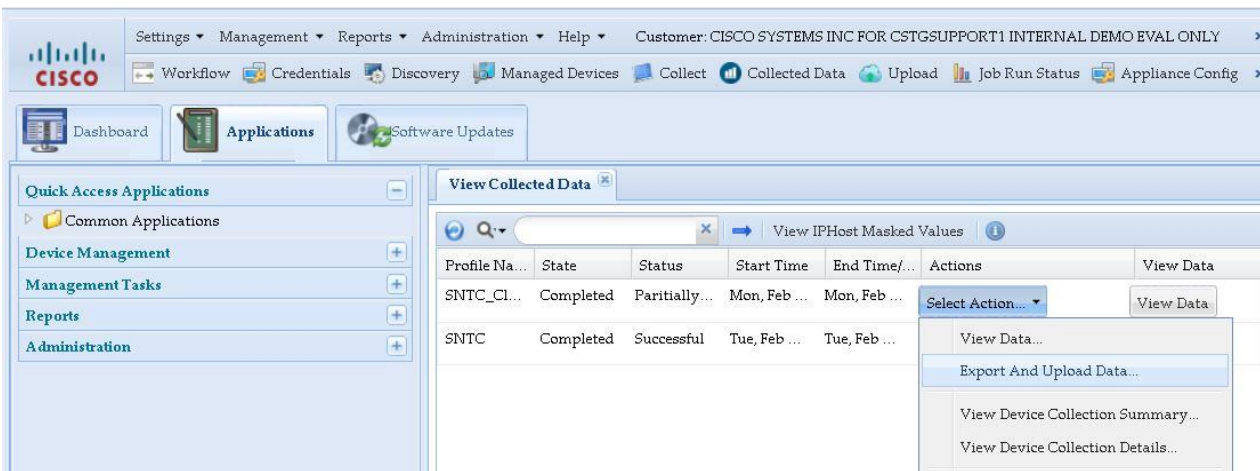 Settings Management Reports Administration Help Customer: CISCO SYSTEMS INC FOR CSTGSUPPORT1 INTERNAL DEMO EVAL ONLY
CISCO
Workflow Credentials Discovery Managed Devices Collect Collected Data Upload Job Run Status Appliance Config
Dashboard Applications Software Updates
Quick Access Applications
Common Applications
Device Management
Management Tasks
Reports
Administration
View Collected Data
View IPHost Masked Values
Profile Na... State Status Start Time End Time/... Actions View Data
SNTC_Cl... Completed Paritially... Mon, Feb ... Mon, Feb ... Select Action... View Data
SNTC Completed Successful Tue, Feb ... Tue, Feb ...
View Data...
Export And Upload Data...
View Device Collection Summary...
View Device Collection Details...